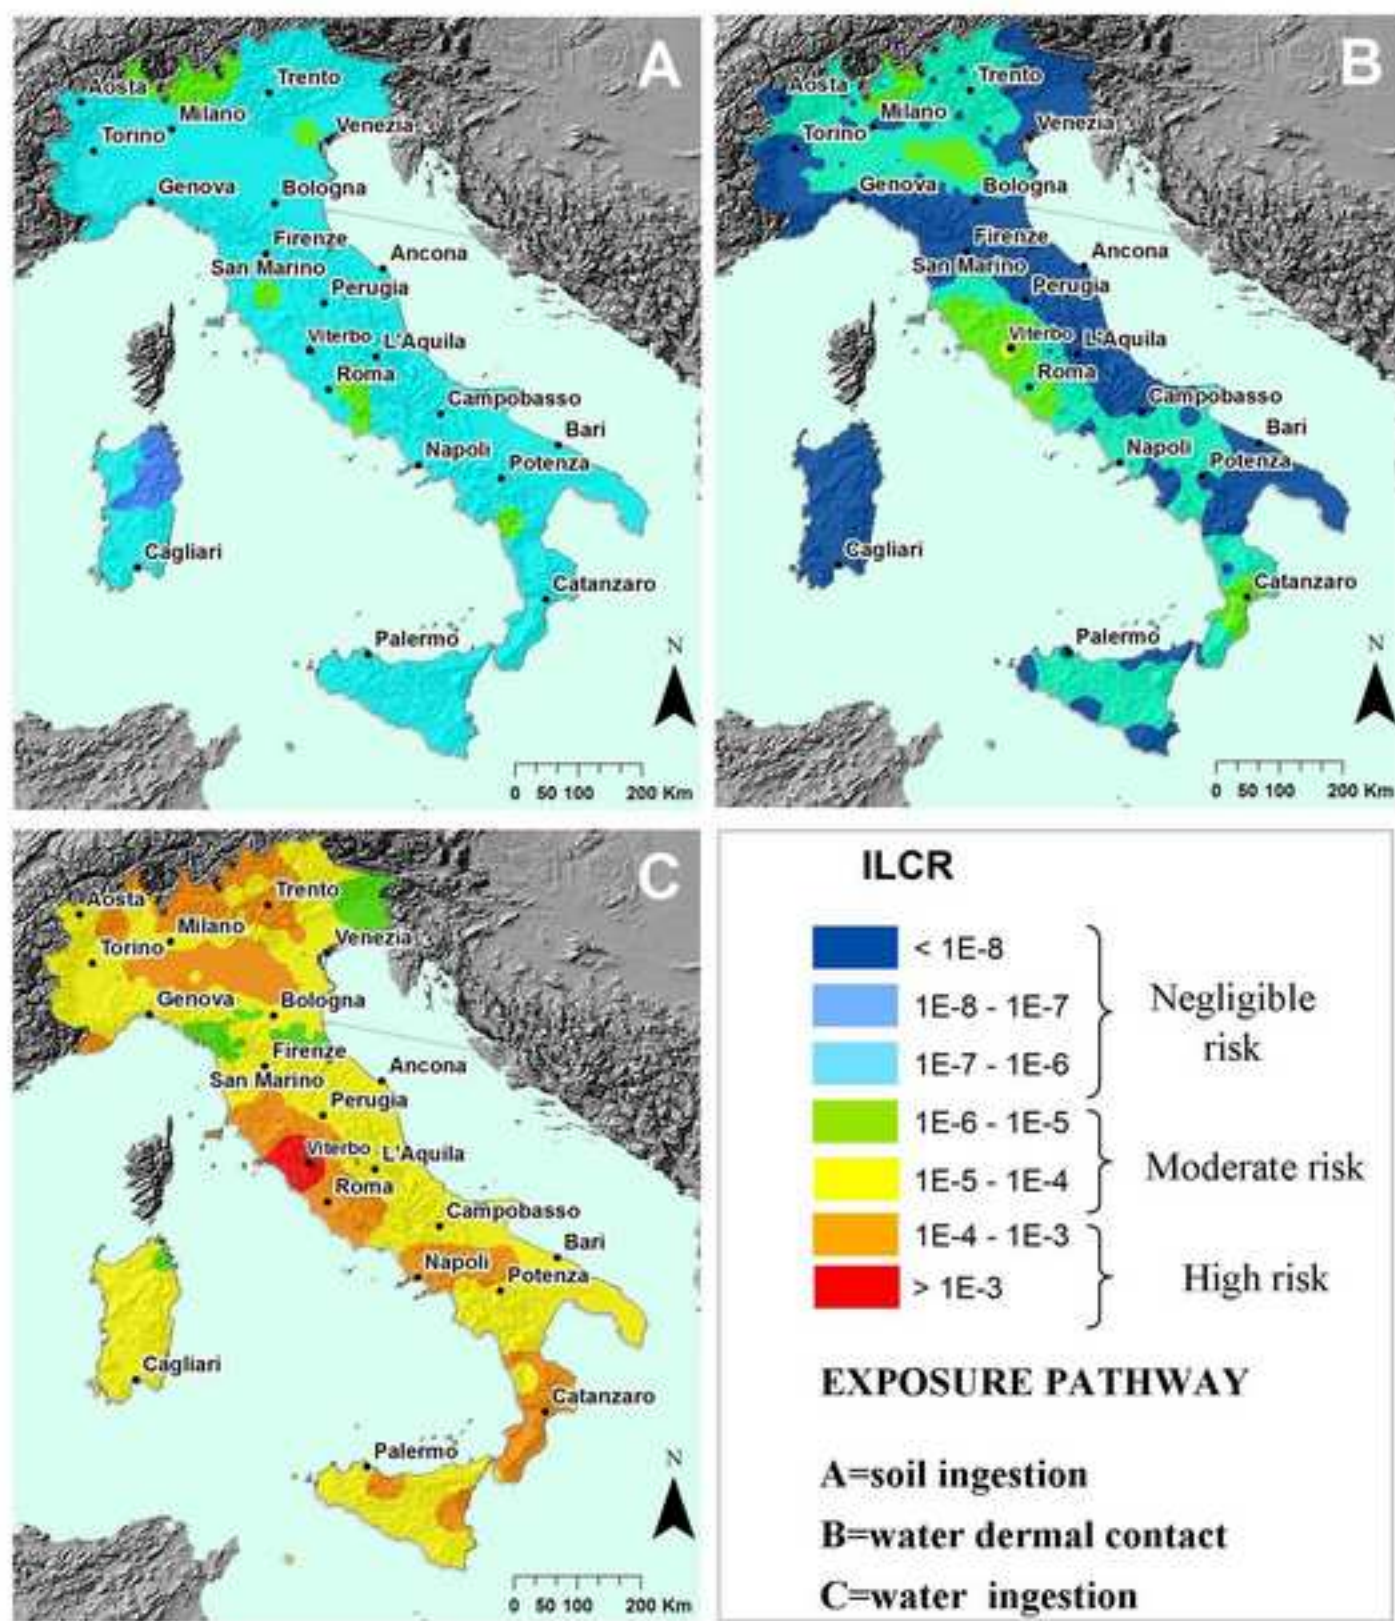 A
Aosta
Trento
Milano
Torino
Venezia
Genova
Bologna
Firenze
Ancona
San Marino
Perugia
Viterbo
L'Aquila
Roma
Campobasso
Bari
Napoli
Potenza
Cagliari
Catanzaro
Palermo
N
0 50 100 200 Km
B
Aosta
Trento
Milano
Torino
Venezia
Genova
Bologna
Firenze
Ancona
San Marino
Perugia
Viterbo
L'Aquila
Roma
Campobasso
Bari
Napoli
Potenza
Cagliari
Catanzaro
Palermo
N
0 50 100 200 Km
C
Aosta
Trento
Milano
Torino
Venezia
Genova
Bologna
Firenze
Ancona
San Marino
Perugia
Viterbo
L'Aquila
Roma
Campobasso
Bari
Napoli
Potenza
Cagliari
Catanzaro
Palermo
N
0 50 100 200 Km
ILCR
< 1E-8
1E-8 - 1E-7
1E-7 - 1E-6
Negligible
risk
1E-6 - 1E-5
1E-5 - 1E-4
Moderate risk
1E-4 - 1E-3
> 1E-3
High risk
EXPOSURE PATHWAY
A=soil ingestion
B=water dermal contact
C=water ingestion